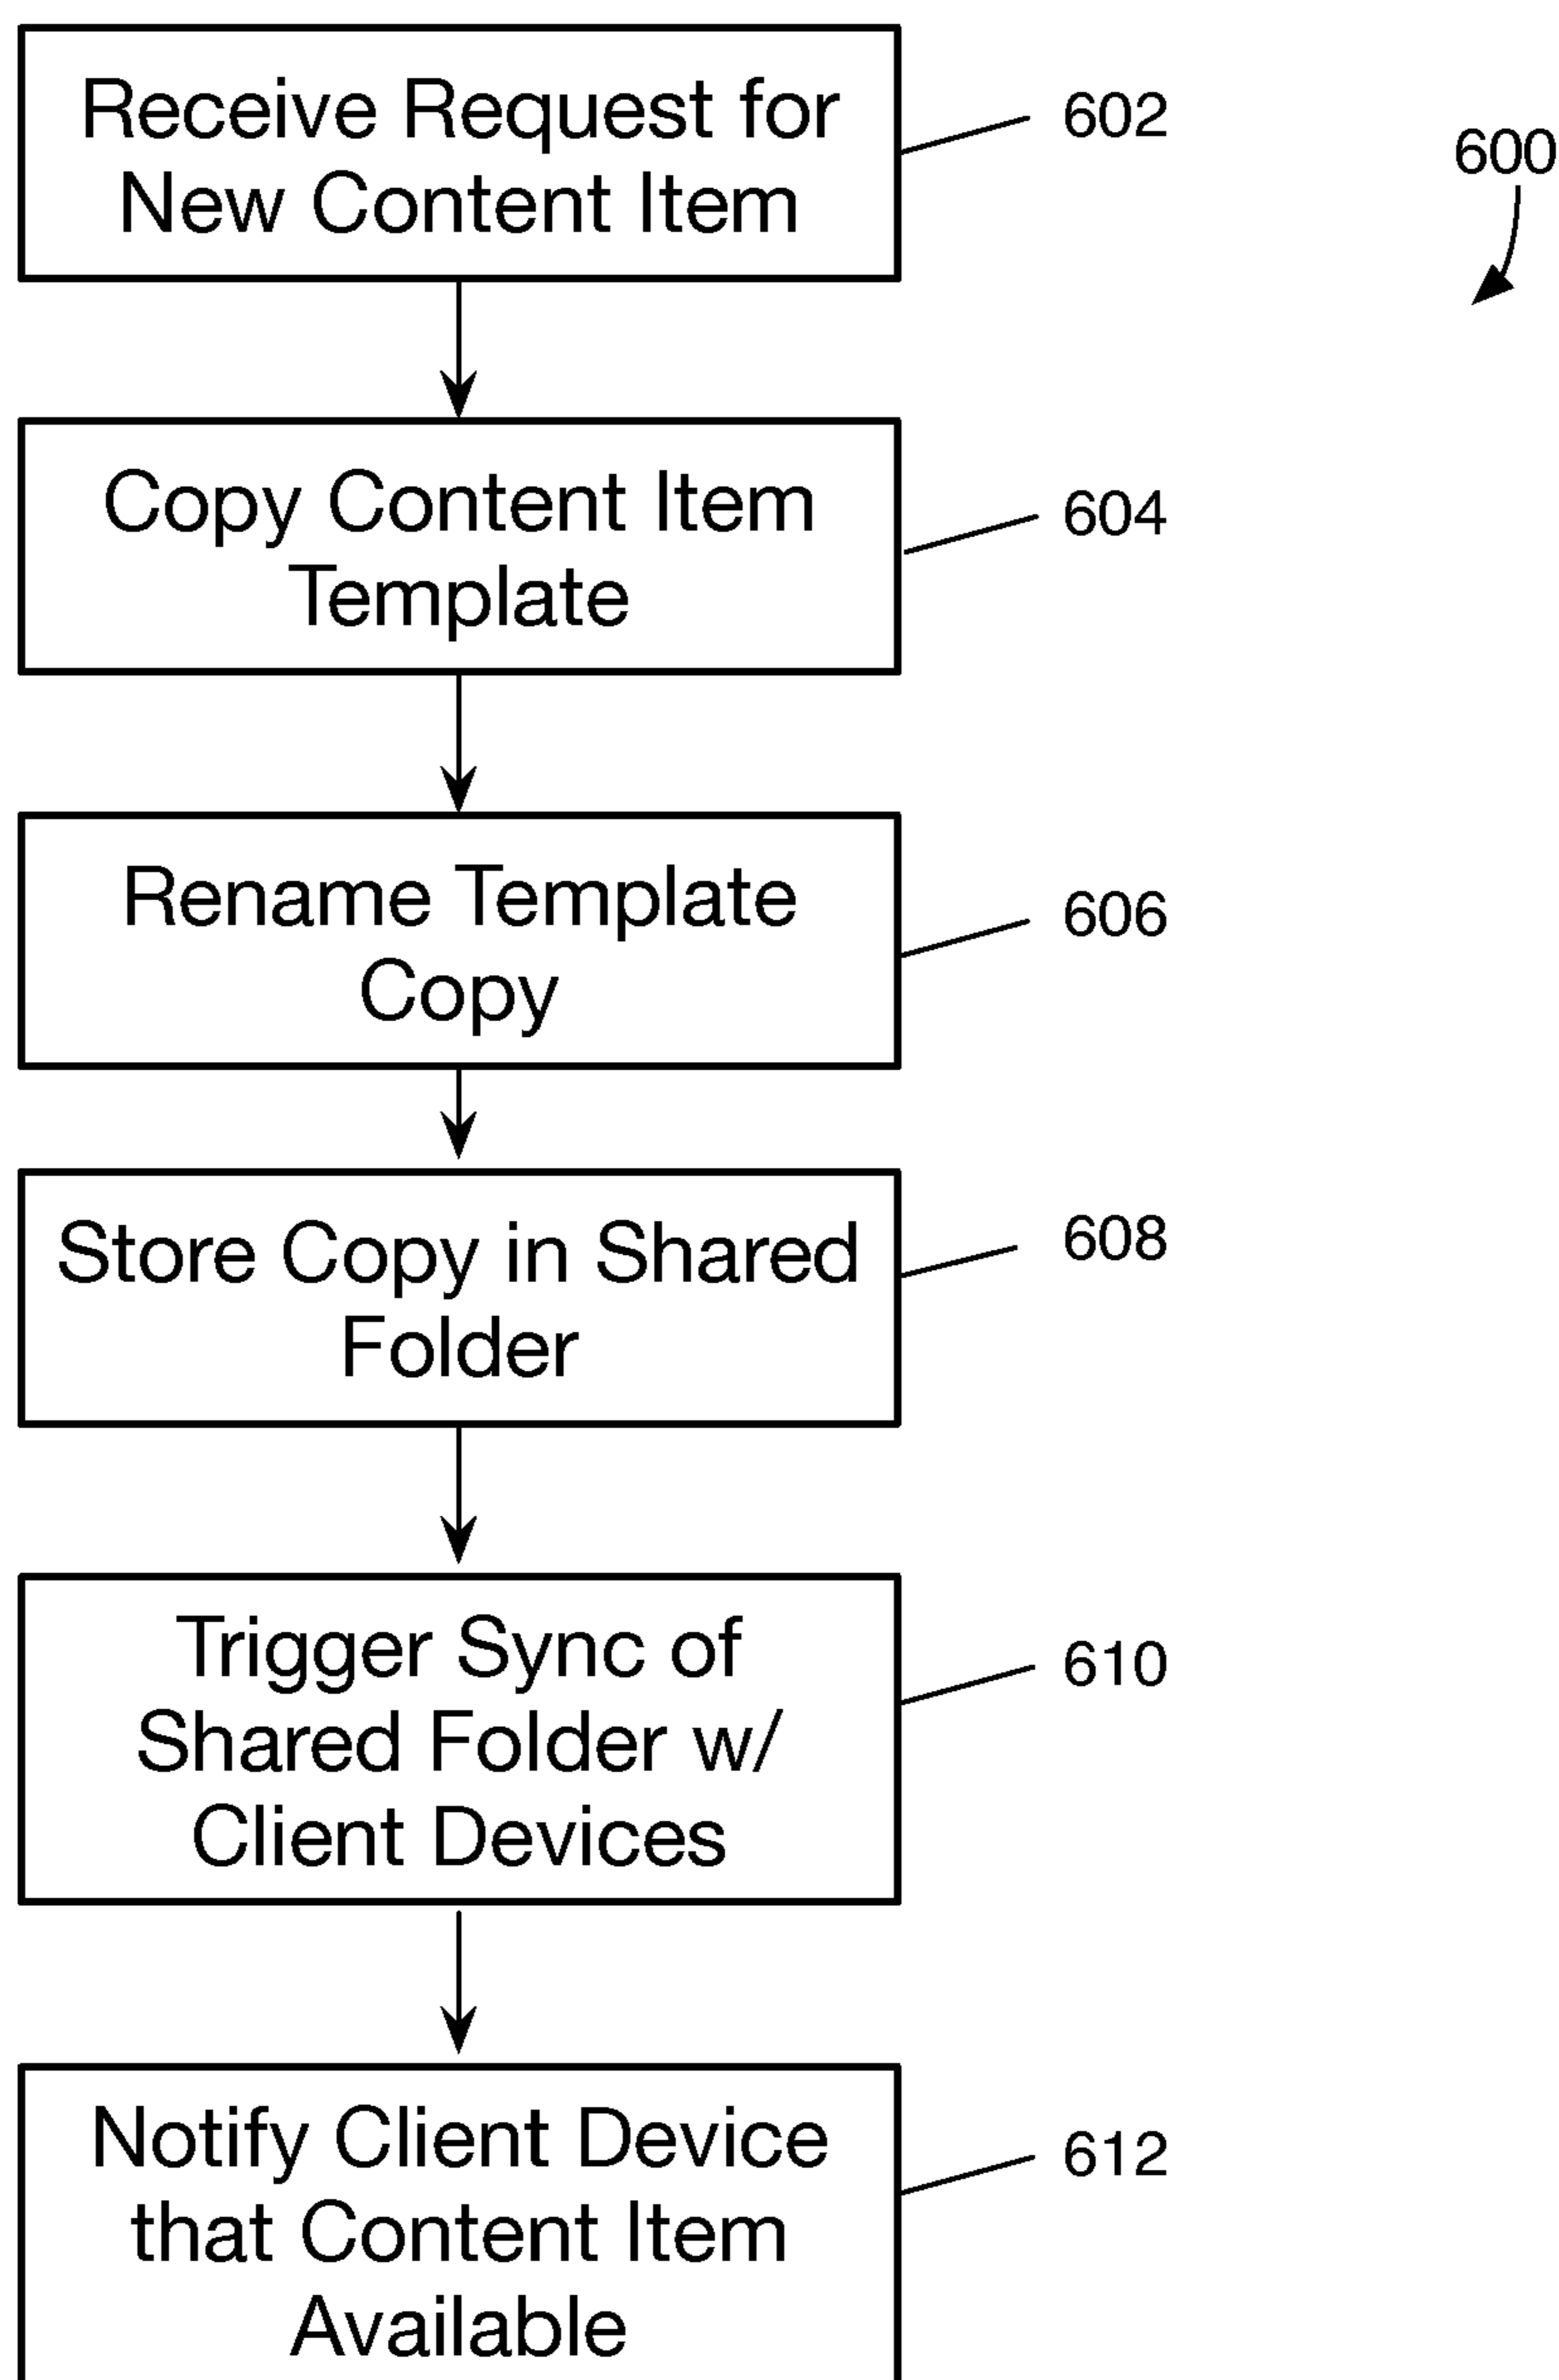 Receive Request for
New Content Item
602
600
Copy Content Item
Template
604
Rename Template
Copy
606
Store Copy in Shared
Folder
608
Trigger Sync of
Shared Folder w/
Client Devices
610
Notify Client Device
that Content Item
Available
612